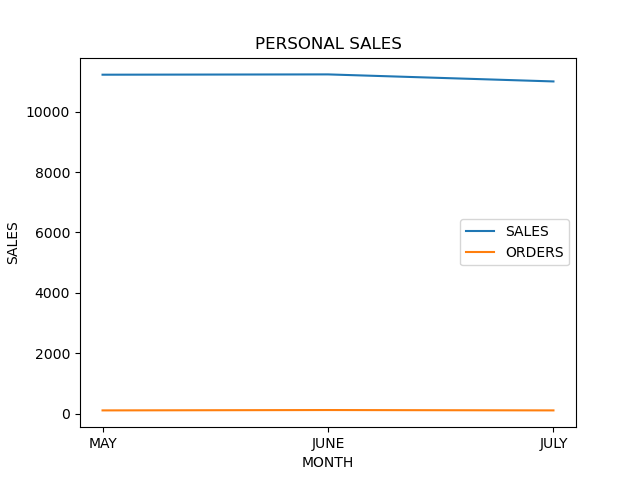 PERSONAL SALES
10000
8000
6000
4000
2000
0
SALES
SALES
ORDERS
MAY JUNE JULY
MONTH